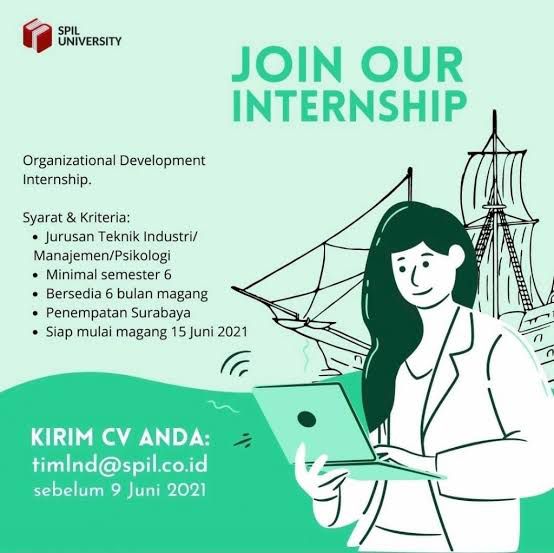 SPIL
UNIVERSITY
JOIN OUR
INTERNSHIP
Organizational Development
Internship.
Syarat & Kriteria:
• Jurusan Teknik Industri/
Manajemen/Psikologi
• Minimal semester 6
• Bersedia 6 bulan magang
• Penempatan Surabaya
• Siap mulai magang 15 Juni 2021
KIRIM CV ANDA:
timlnd@spil.co.id
sebelum 9 Juni 2021